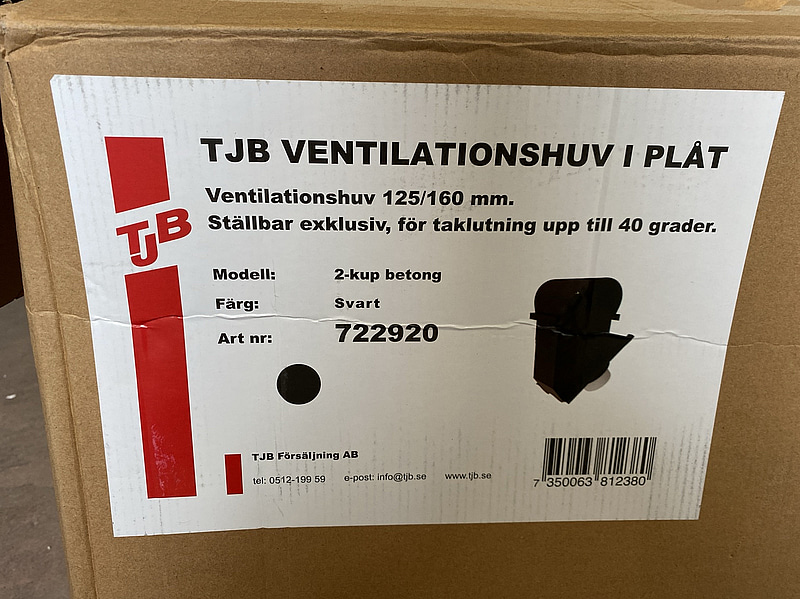 TJB VENTILATIONSHUV I PLÅT
Ventilationshuv 125/160 mm.
Ställbar exklusiv, för taklutning upp till 40 grader.
TJB
Modell: 2-kup betong
Färg: Svart
Art nr: 722920
TJB Försäljning AB
tel: 0512-199 59 e-post: info@tjb.se www.tjb.se
7 350063 812380